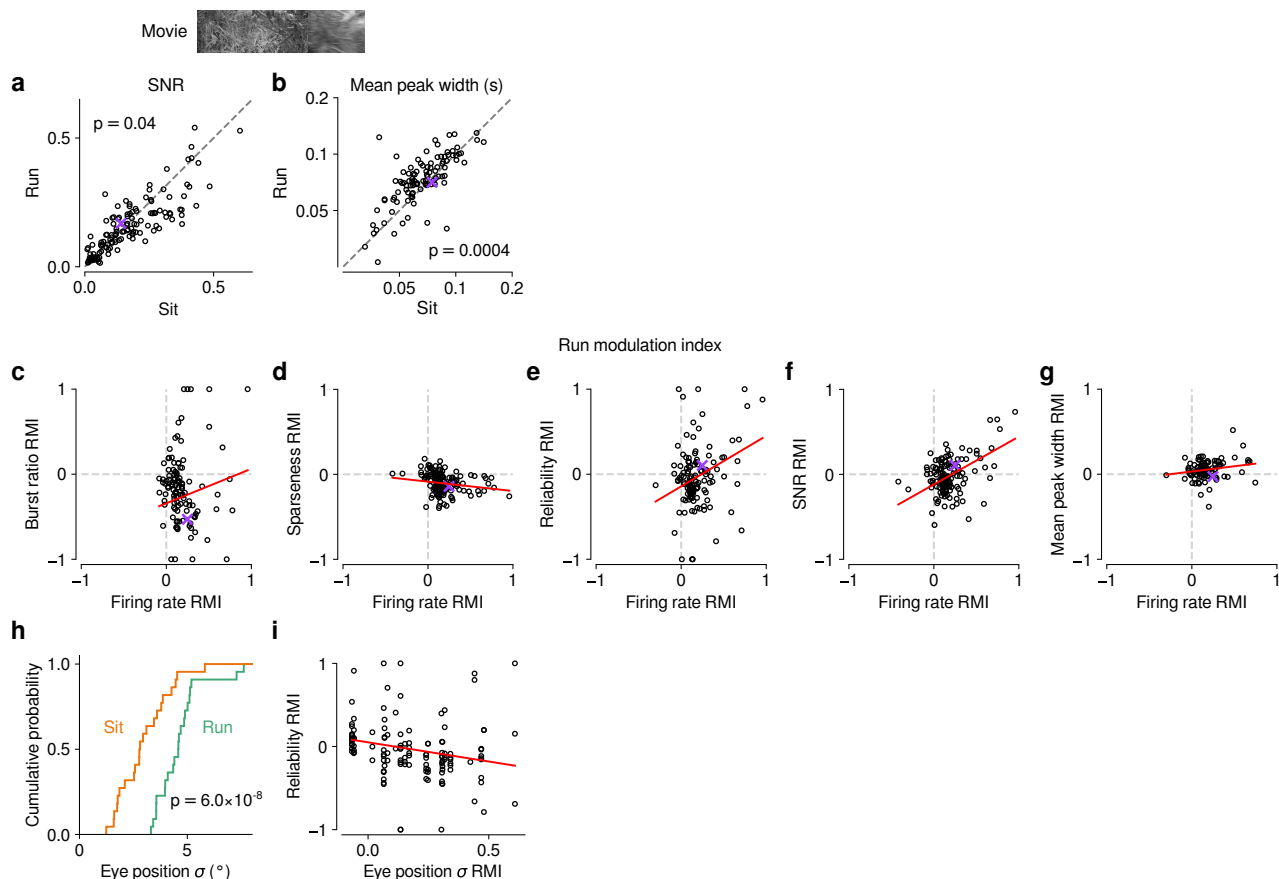 Movie
a
SNR
p = 0.04
0.5
0.0
Run
0.0
0.5
Sit
b
Mean peak width (s)
0.2
0.1
0.05
Run
p = 0.0004
0.05
0.1
0.2
Sit
Run modulation index
c
1
0
−1
Burst ratio RMI
−1
0
1
Firing rate RMI
d
1
0
−1
Sparseness RMI
−1
0
1
Firing rate RMI
e
1
0
−1
Reliability RMI
−1
0
1
Firing rate RMI
f
1
0
−1
SNR RMI
−1
0
1
Firing rate RMI
g
1
0
−1
Mean peak width RMI
−1
0
1
Firing rate RMI
h
1.0
0.5
0.0
Cumulative probability
Sit
Run
p = 6.0×10⁻⁸
0
5
Eye position σ (°)
i
1
0
−1
Reliability RMI
0.0
0.5
Eye position σ RMI